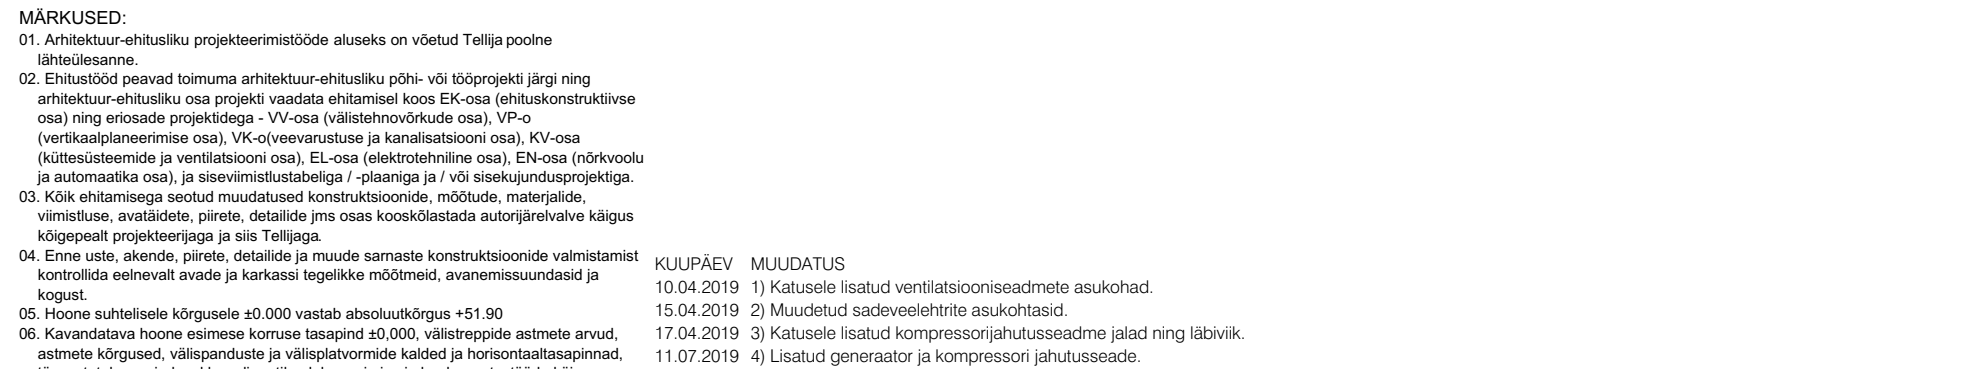 MÄRKUSED:
01. Arhitektuur-ehitusliku projekteerimistööde aluseks on võetud Tellija poolne
lähteülesanne.
02. Ehitustööd peavad toimuma arhitektuur-ehitusliku põhi- või tööprojekti järgi ning
arhitektuur-ehitusliku osa projekti vaadata ehitamisel koos EK-osa (ehituskonstruktiivse
osa) ning eriosade projektidega - VV-osa (välistehnovõrkude osa), VP-o
(vertikaalplaneerimise osa), VK-o(veevarustuse ja kanalisatsiooni osa), KV-osa
(küttesüsteemide ja ventilatsiooni osa), EL-osa (elektrotehniline osa), EN-osa (nõrkvoolu
ja automaatika osa), ja siseviimistlustabeliga / -plaaniga ja / või sisekujundusprojektiga.
03. Kõik ehitamisega seotud muudatused konstruktsioonide, mõõtude, materjalide,
viimistluse, avatäidete, piirete, detailide jms osas kooskõlastada autorijärelvalve käigus
kõigepealt projekteerijaga ja siis Tellijaga.
04. Enne uste, akende, piirete, detailide ja muude sarnaste konstruktsioonide valmistamist
kontrollida eelnevalt avade ja karkassi tegelikke mõõtmeid, avanemissuundasid ja
kogust.
05. Hoone suhtelisele kõrgusele ±0.000 vastab absoluutkõrgus +51.90
06. Kavandatava hoone esimese korruse tasapind ±0,000, välistreppide astmete arvud,
astmete kõrgused, välispanduste ja välisplatvormide kalded ja horisontaaltasapinnad,
KUUPÄEV MUUDATUS
10.04.2019 1) Katusele lisatud ventilatsiooniseadmete asukohad.
15.04.2019 2) Muudetud sadeveelehtrite asukohtasid.
17.04.2019 3) Katusele lisatud kompressorijahutusseadme jalad ning läbiviik.
11.07.2019 4) Lisatud generaator ja kompressori jahutusseade.